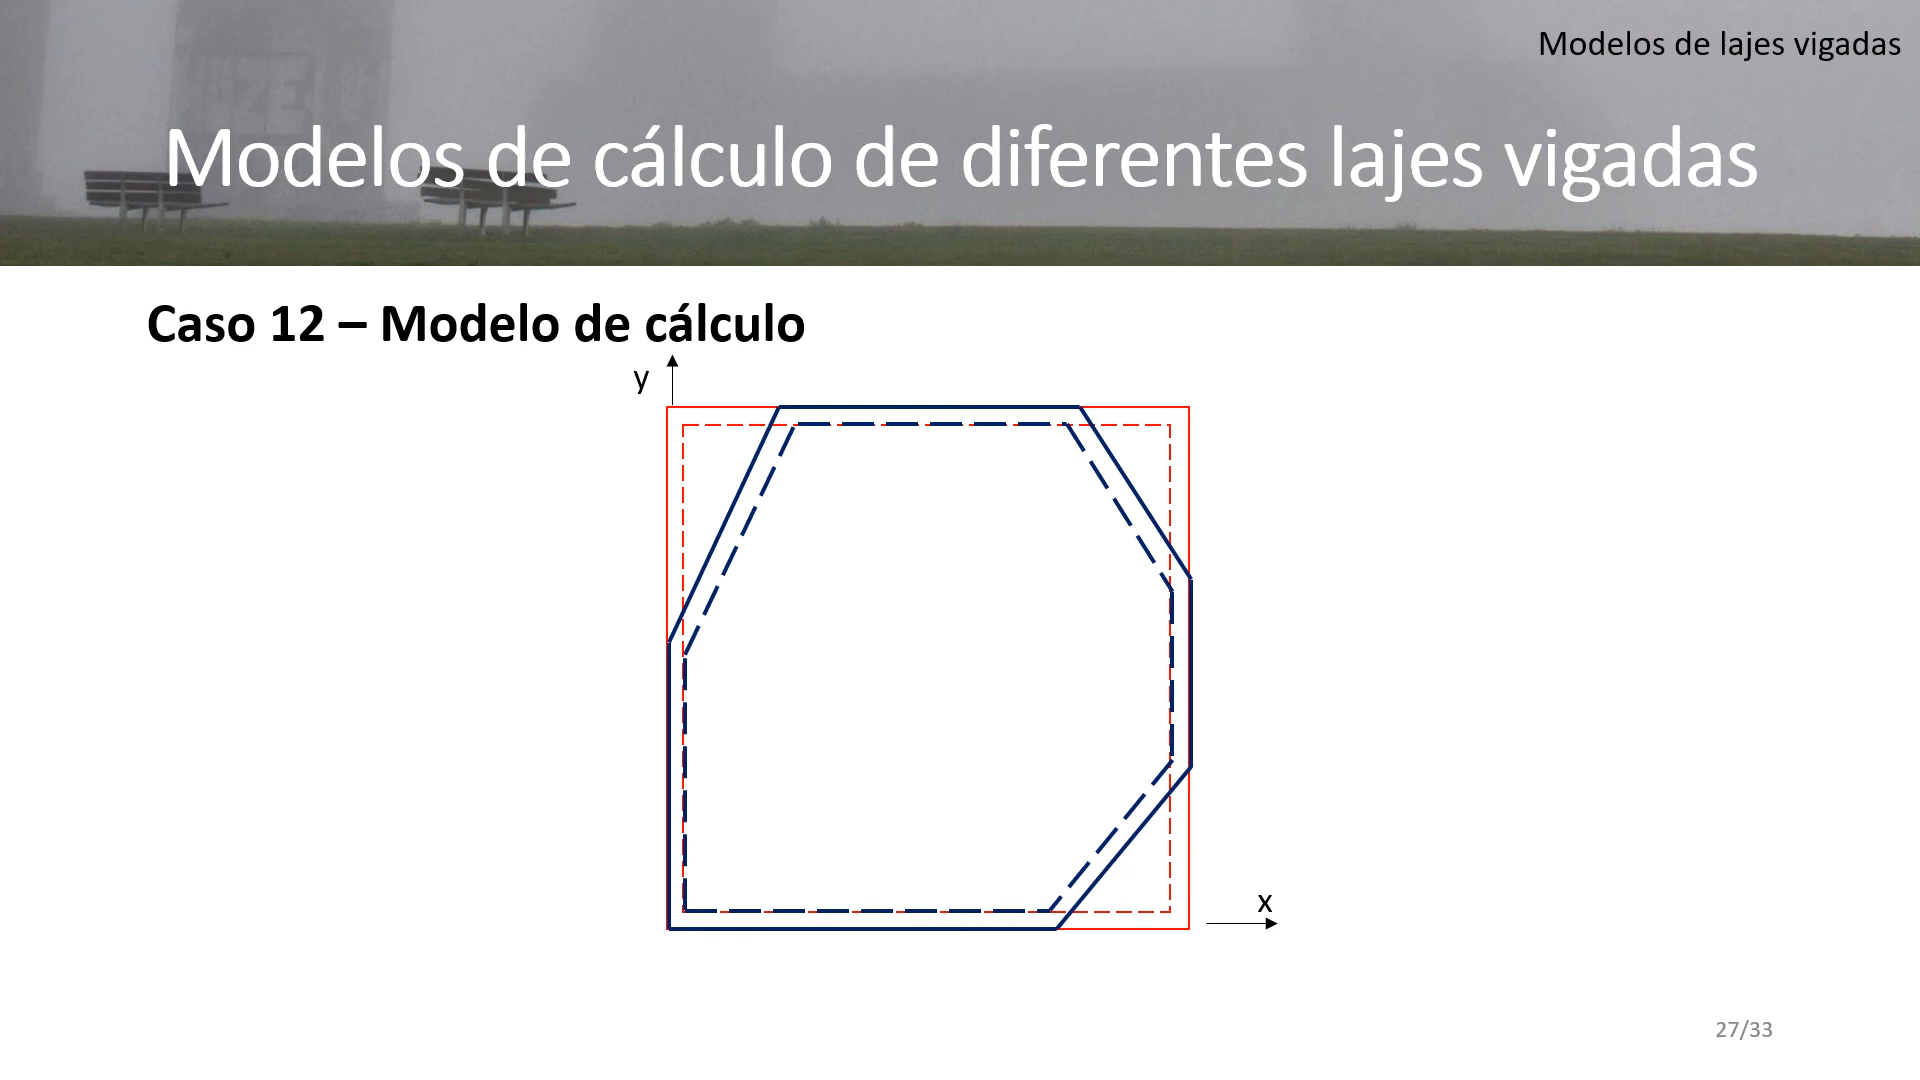 Modelos de lajes vigadas
Modelos de cálculo de diferentes lajes vigadas
Caso 12 – Modelo de cálculo
y
x
27/33